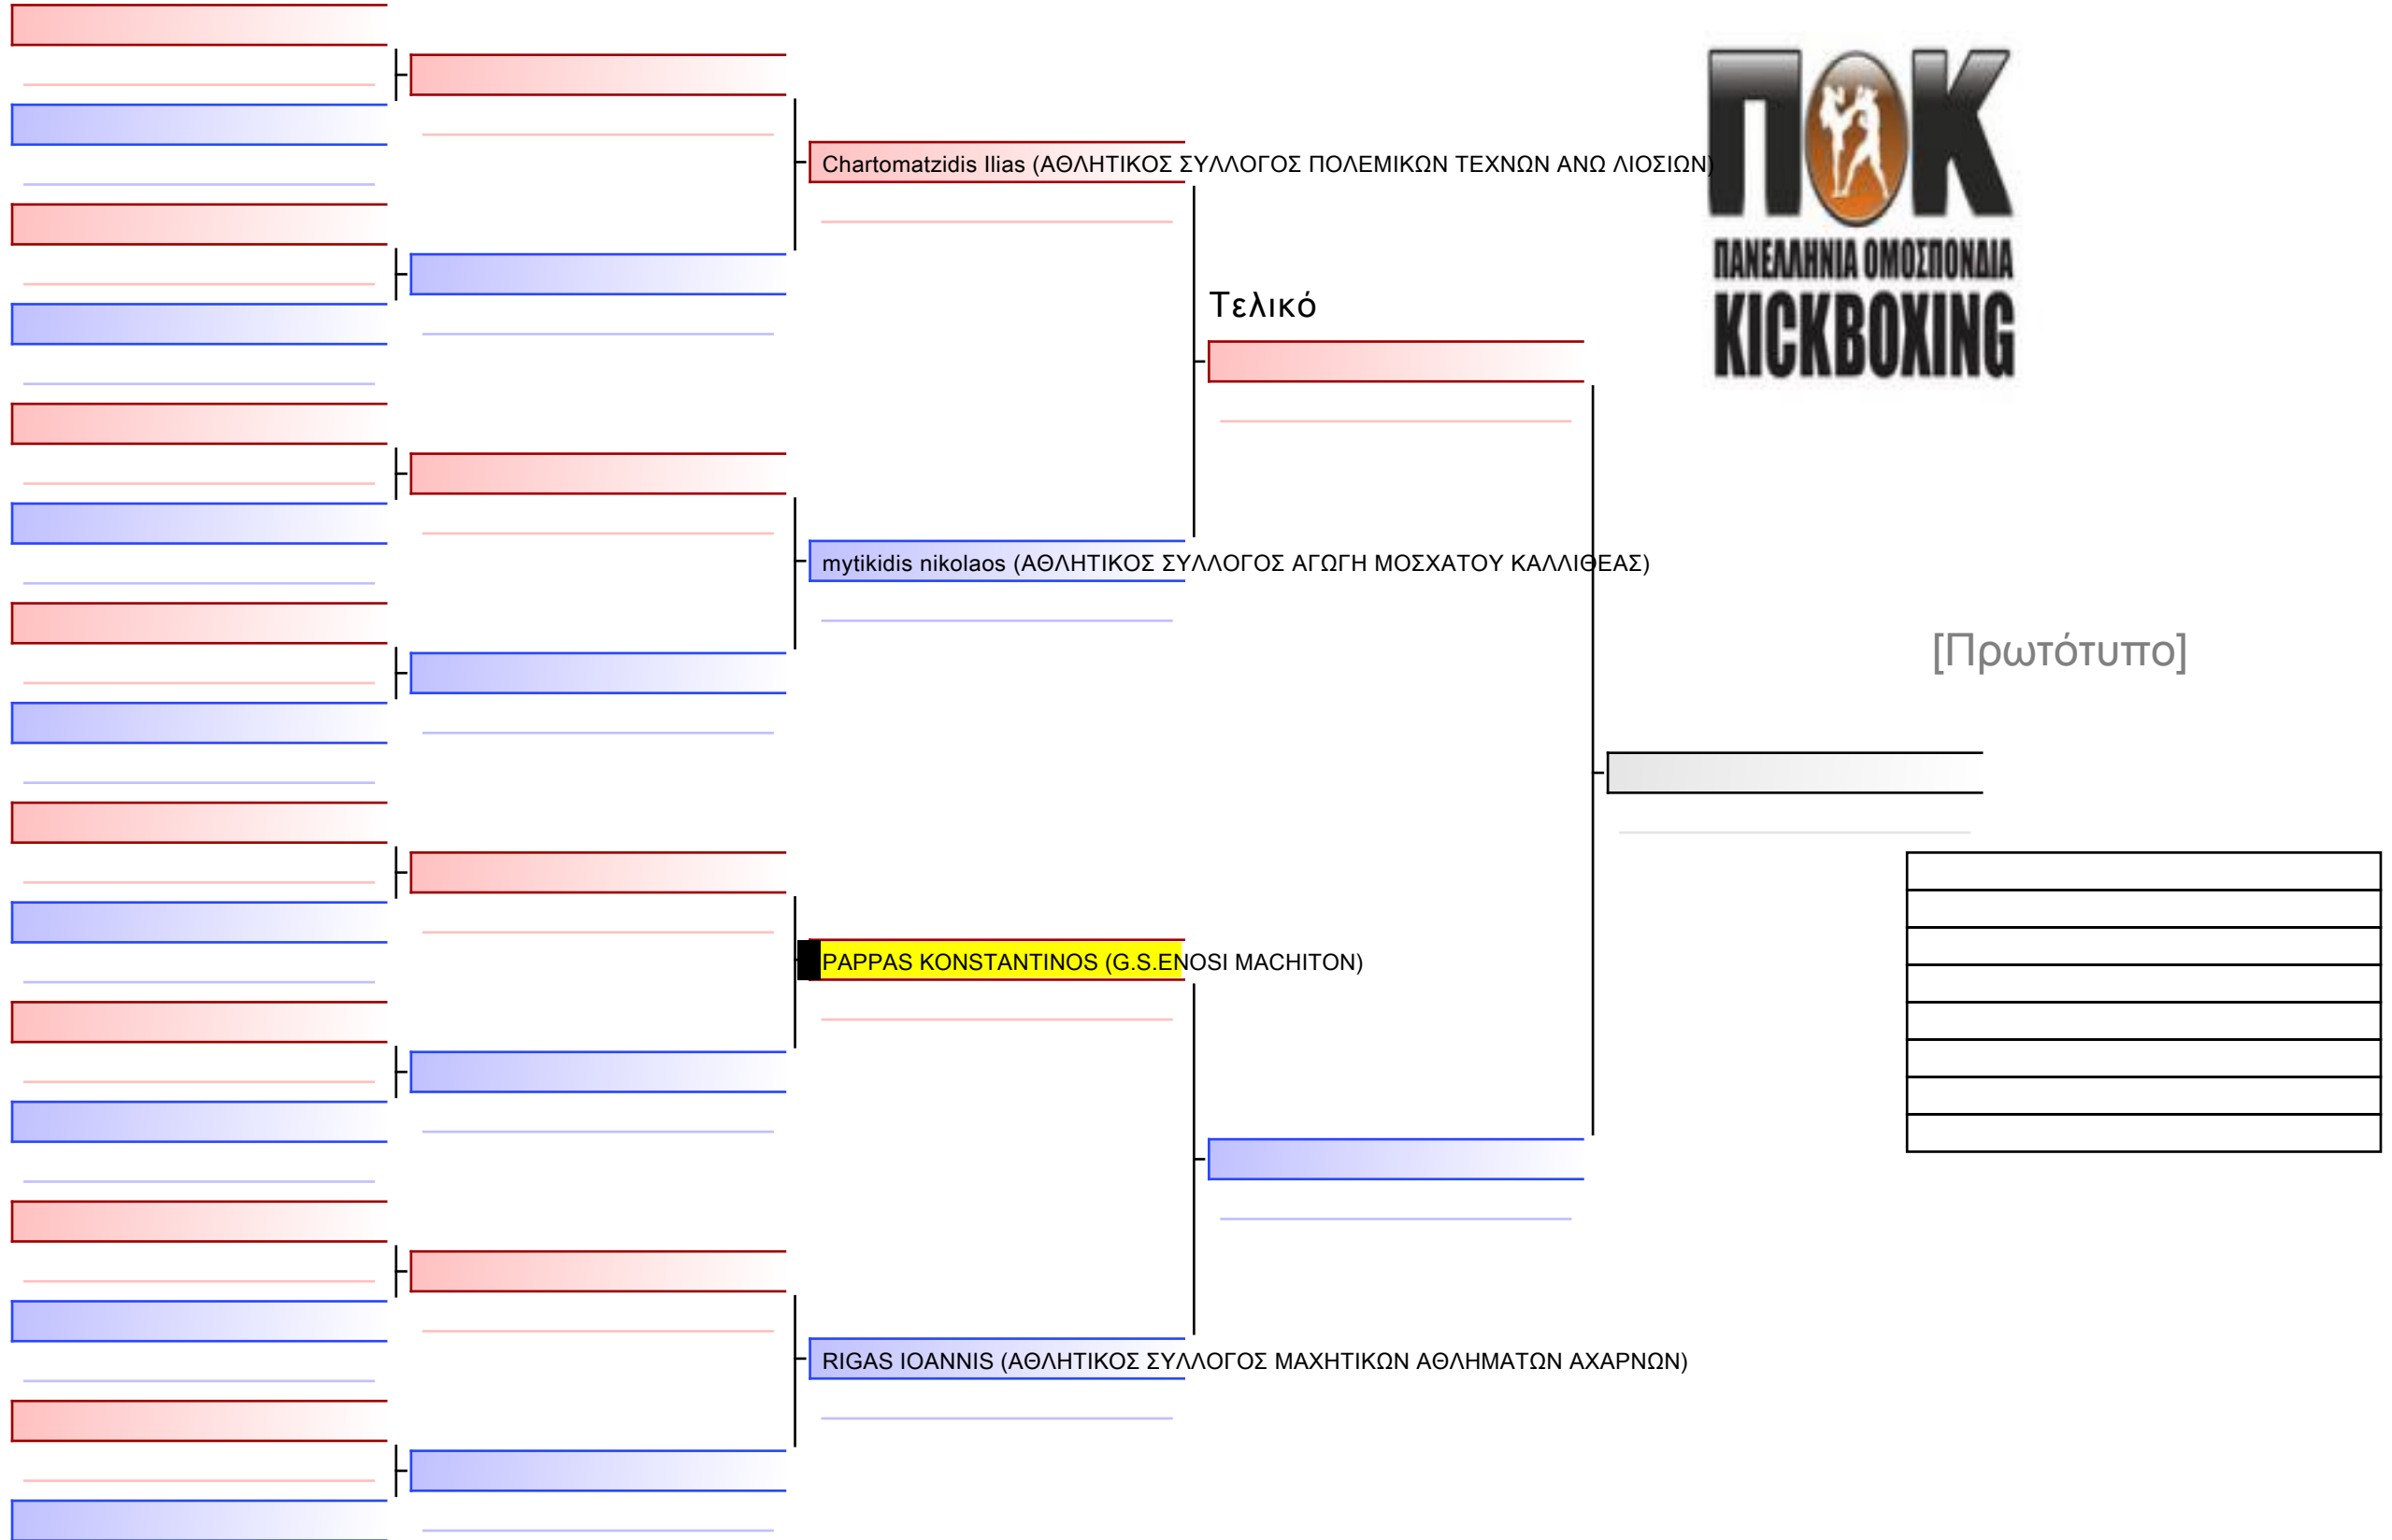 Chartomatzidis Ilias (ΑΘΛΗΤΙΚΟΣ ΣΥΛΛΟΓΟΣ ΠΟΛΕΜΙΚΩΝ ΤΕΧΝΩΝ ΑΝΩ ΛΙΟΣΙΩΝ)
ΠΟΚ
ΠΑΝΕΛΛΗΝΙΑ ΟΜΟΣΠΟΝΔΙΑ
KICKBOXING
Τελικό
mytikidis nikolaos (ΑΘΛΗΤΙΚΟΣ ΣΥΛΛΟΓΟΣ ΑΓΩΓΗ ΜΟΣΧΑΤΟΥ ΚΑΛΛΙΘΕΑΣ)
[Πρωτότυπο]
PAPPAS KONSTANTINOS (G.S.ENOSI MACHITON)
RIGAS IOANNIS (ΑΘΛΗΤΙΚΟΣ ΣΥΛΛΟΓΟΣ ΜΑΧΗΤΙΚΩΝ ΑΘΛΗΜΑΤΩΝ ΑΧΑΡΝΩΝ)